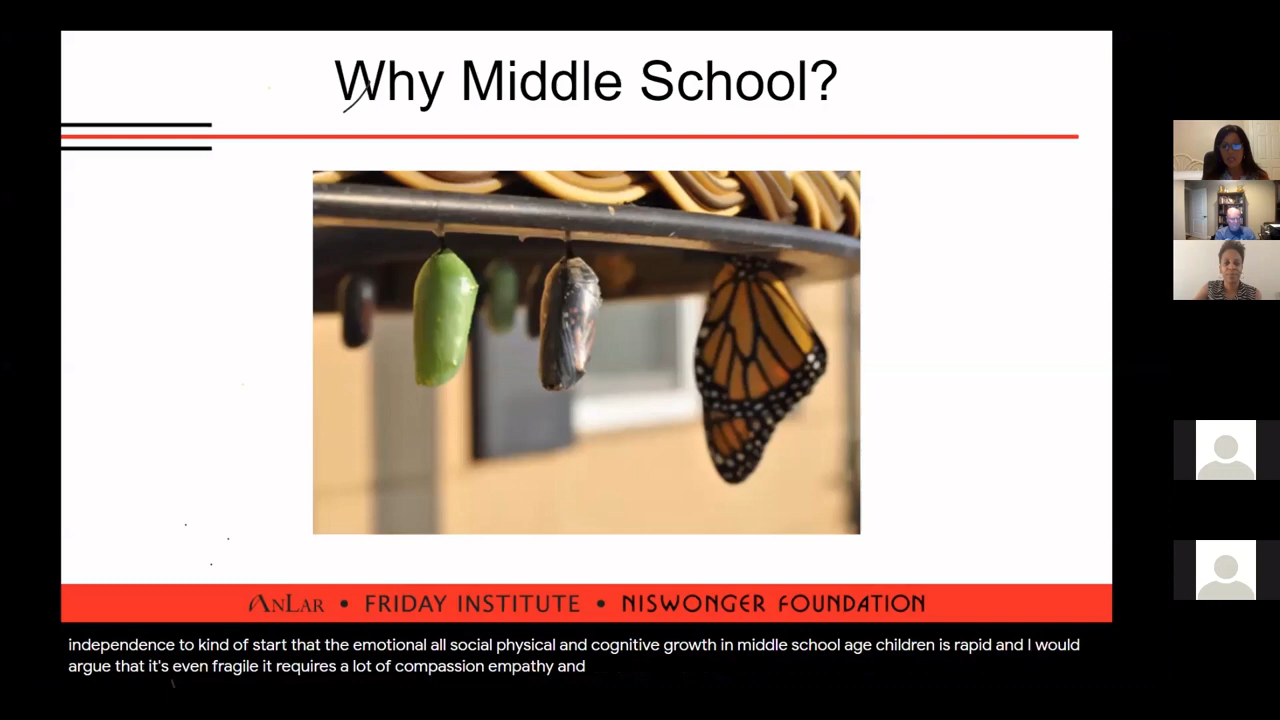 Why Middle School?
ANLAR • FRIDAY INSTITUTE • NISWONGER FOUNDATION
independence to kind of start that the emotional all social physical and cognitive growth in middle school age children is rapid and I would
argue that it's even fragile it requires a lot of compassion empathy and